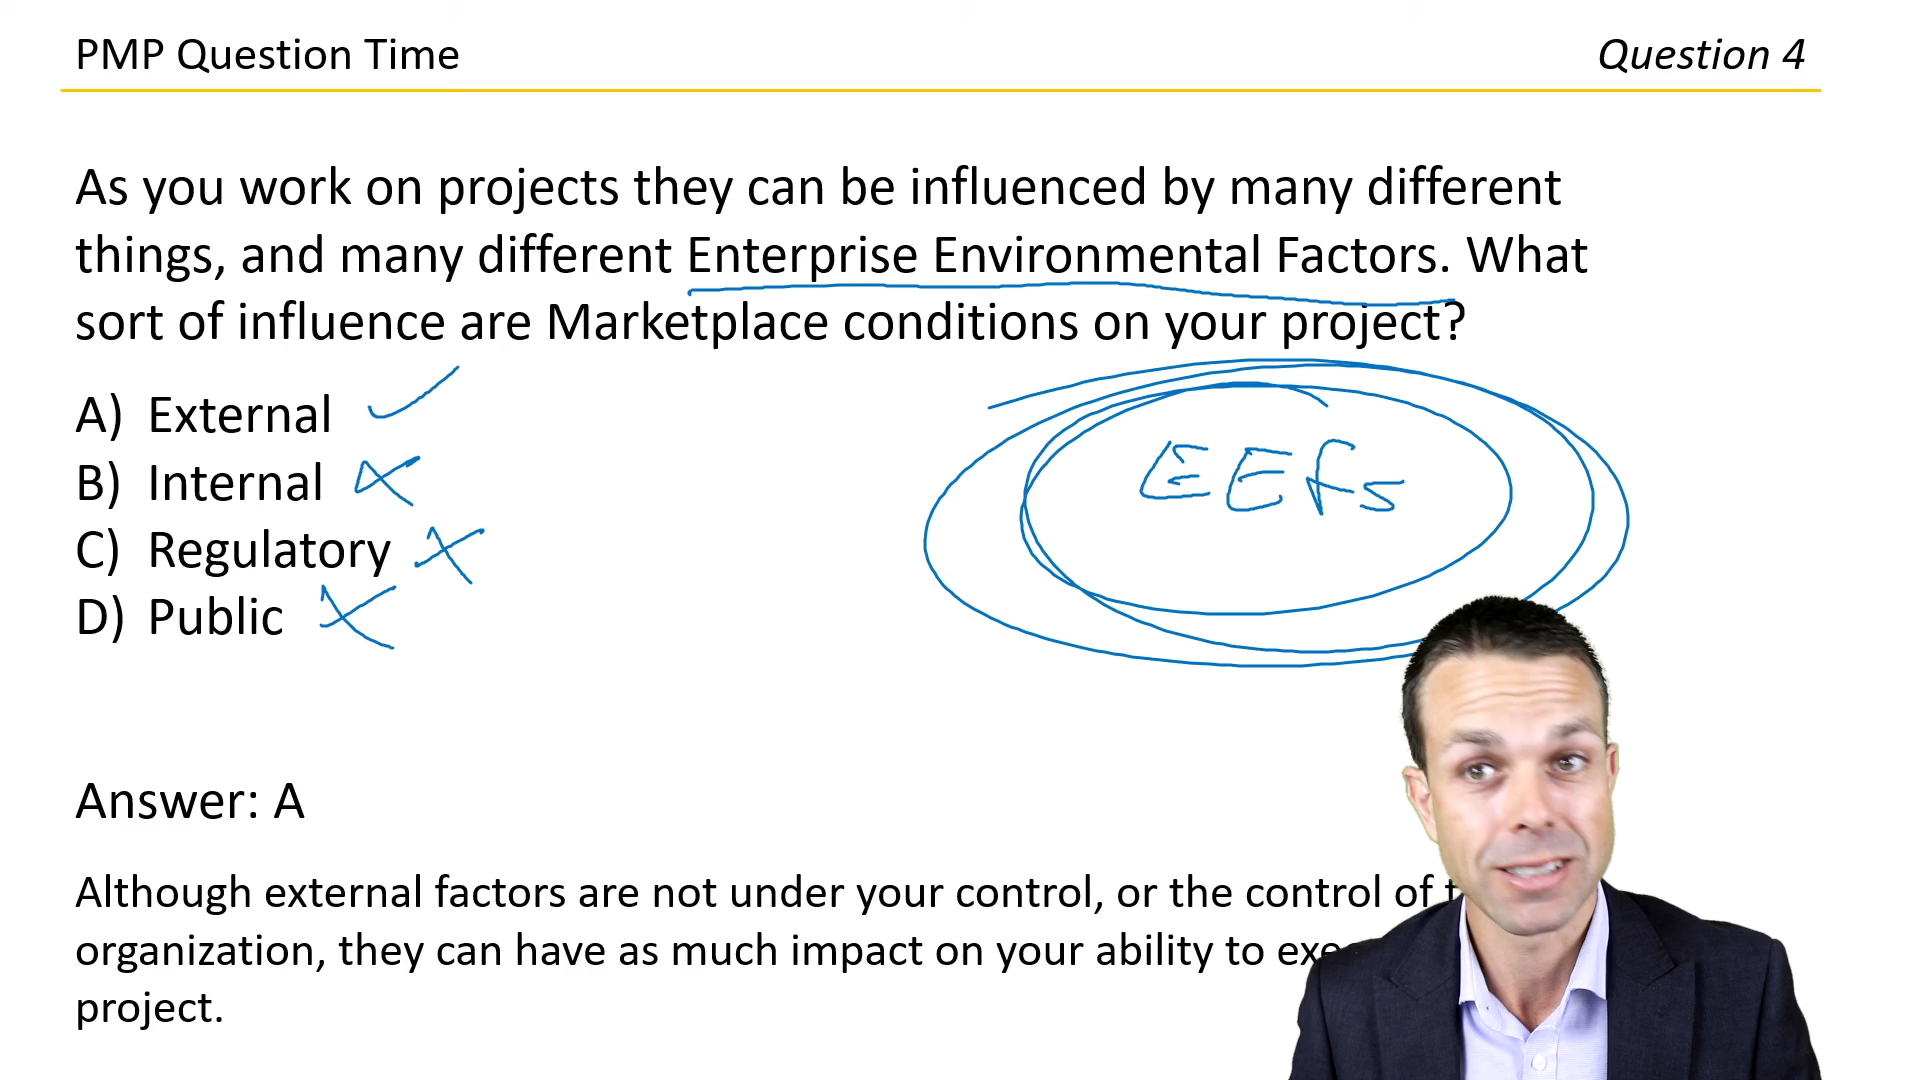 PMP Question Time
Question 4
As you work on projects they can be influenced by many different
things, and many different Enterprise Environmental Factors. What
sort of influence are Marketplace conditions on your project?
A) External
B) Internal
C) Regulatory
D) Public
EEfs
Answer: A
Although external factors are not under your control, or the control of
organization, they can have as much impact on your ability to
project.